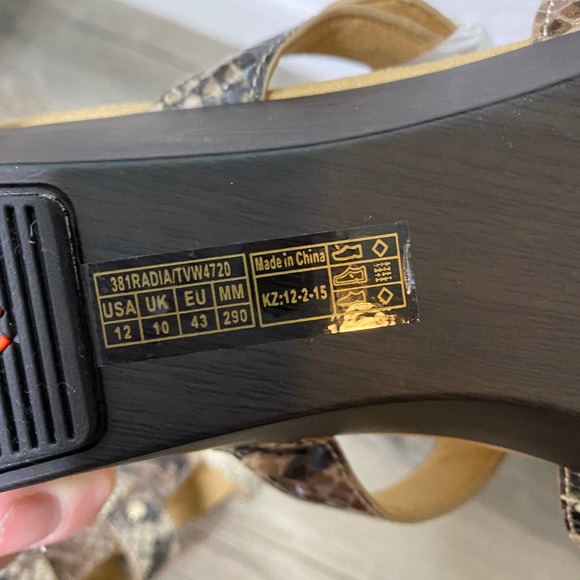 381RADIA/TVW4720
USA UK EU MM
12 10 43 290
Made in China
KZ:12-2-15